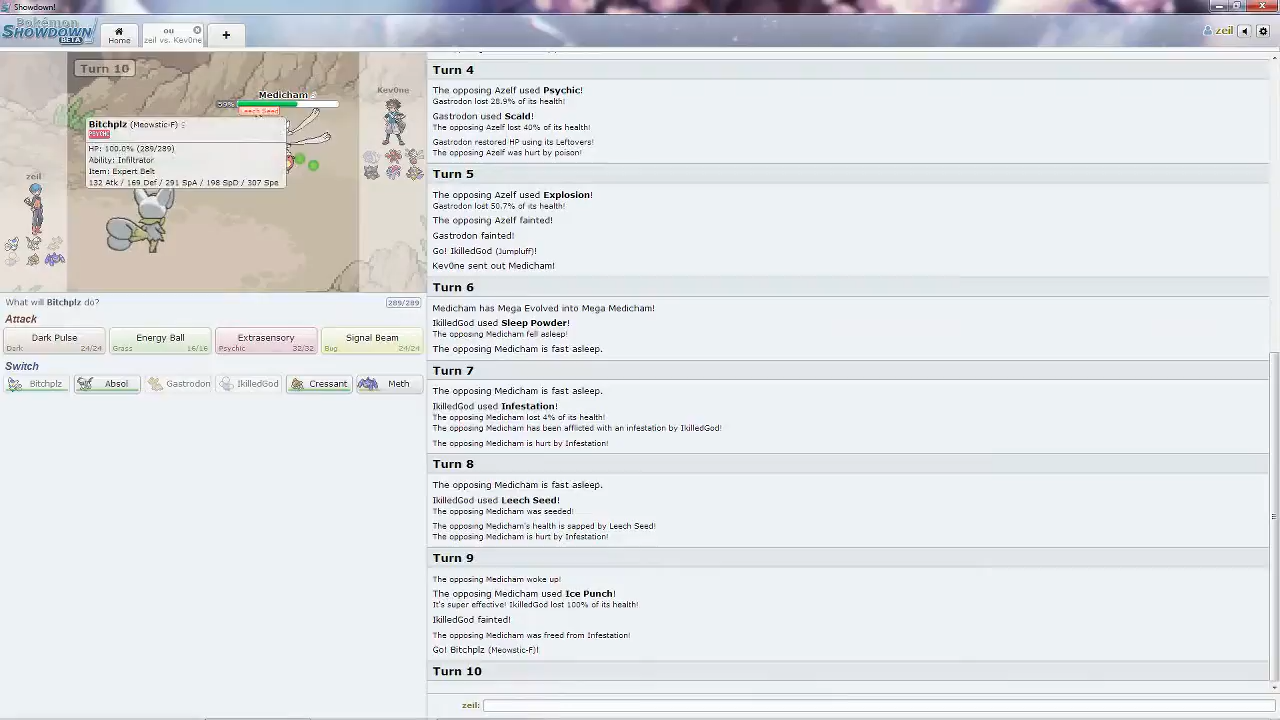 Showdown!
Pokémon
SHOWDOWN
BETA
Home
ou
zeil vs. Kev0ne
+
zeil
Turn 10
Medicham
59%
Leech Seed
Kev0ne
Bitchplz (Meowstic-F)
PSYCHC
HP: 100.0% (289/289)
Ability: Infiltrator
Item: Expert Belt
132 Atk / 169 Def / 291 SpA / 198 SpD / 307 Spe
zeil
What will Bitchplz do?
289/289
Attack
Dark Pulse
Dark 24/24
Energy Ball
Grass 16/16
Extrasensory
Psychic 32/32
Signal Beam
Bug 24/24
Switch
Bitchplz
Absol
Gastrodon
IkilledGod
Cressant
Meth
Turn 4
The opposing Azelf used Psychic!
Gastrodon lost 28.9% of its health!
Gastrodon used Scald!
The opposing Azelf lost 40% of its health!
Gastrodon restored HP using its Leftovers!
The opposing Azelf was hurt by poison!
Turn 5
The opposing Azelf used Explosion!
Gastrodon lost 50.7% of its health!
The opposing Azelf fainted!
Gastrodon fainted!
Go! IkilledGod (Jumpluff)!
Kev0ne sent out Medicham!
Turn 6
Medicham has Mega Evolved into Mega Medicham!
IkilledGod used Sleep Powder!
The opposing Medicham fell asleep!
The opposing Medicham is fast asleep.
Turn 7
The opposing Medicham is fast asleep.
IkilledGod used Infestation!
The opposing Medicham lost 4% of its health!
The opposing Medicham has been afflicted with an infestation by IkilledGod!
The opposing Medicham is hurt by Infestation!
Turn 8
The opposing Medicham is fast asleep.
IkilledGod used Leech Seed!
The opposing Medicham was seeded!
The opposing Medicham's health is sapped by Leech Seed!
The opposing Medicham is hurt by Infestation!
Turn 9
The opposing Medicham woke up!
The opposing Medicham used Ice Punch!
It's super effective! IkilledGod lost 100% of its health!
IkilledGod fainted!
The opposing Medicham was freed from Infestation!
Go! Bitchplz (Meowstic-F)!
Turn 10
zeil: